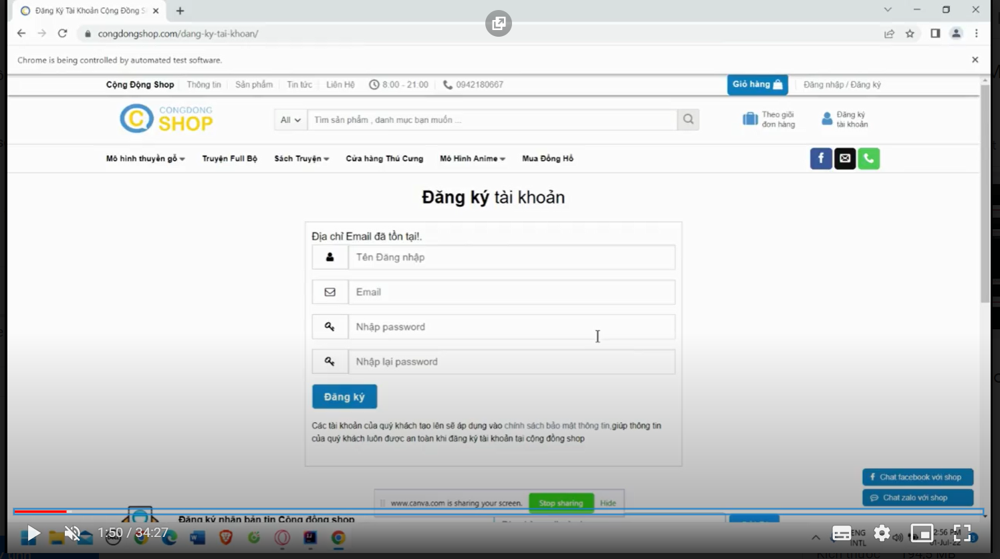 Đăng Ký Tài Khoản Cộng Đồng S
congdongshop.com/dang-ky-tai-khoan/
Chrome is being controlled by automated test software.
Cộng Động Shop Thông tin Sản phẩm Tin tức Liên Hệ 8:00 - 21:00 0942180667 Giỏ hàng Đăng nhập / Đăng ký
CONGDONG
SHOP
All Tìm sản phẩm , danh mục bạn muốn ...
Theo giõi
đơn hàng
Đăng ký
tài khoản
Mô hình thuyền gỗ Truyện Full Bộ Sách Truyện Cửa hàng Thú Cưng Mô Hình Anime Mua Đồng Hồ
Đăng ký tài khoản
Địa chỉ Email đã tồn tại!.
Tên Đăng nhập
Email
Nhập password
Nhập lại password
Đăng ký
Các tài khoản của quý khách tạo lên sẽ áp dụng vào chính sách bảo mật thông tin,giúp thông tin
của quý khách luôn được an toàn khi đăng ký tài khoản tại cộng đồng shop
Chat facebook với shop
Chat zalo với shop
www.canva.com is sharing your screen. Stop sharing Hide
Đăng ký nhận bản tin Cộng đồng shop
1:50 / 34:27
ENG
INTL
2:56 PM
01-Jul-22